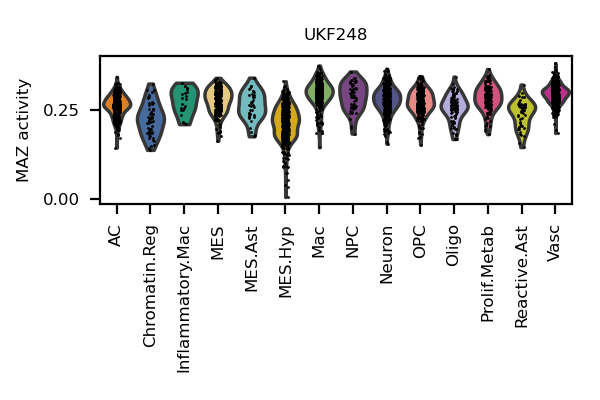 UKF248
MAZ activity
0.25
0.00
AC
Chromatin.Reg
Inflammatory.Mac
MES
MES.Ast
MES.Hyp
Mac
NPC
Neuron
OPC
Oligo
Prolif.Metab
Reactive.Ast
Vasc